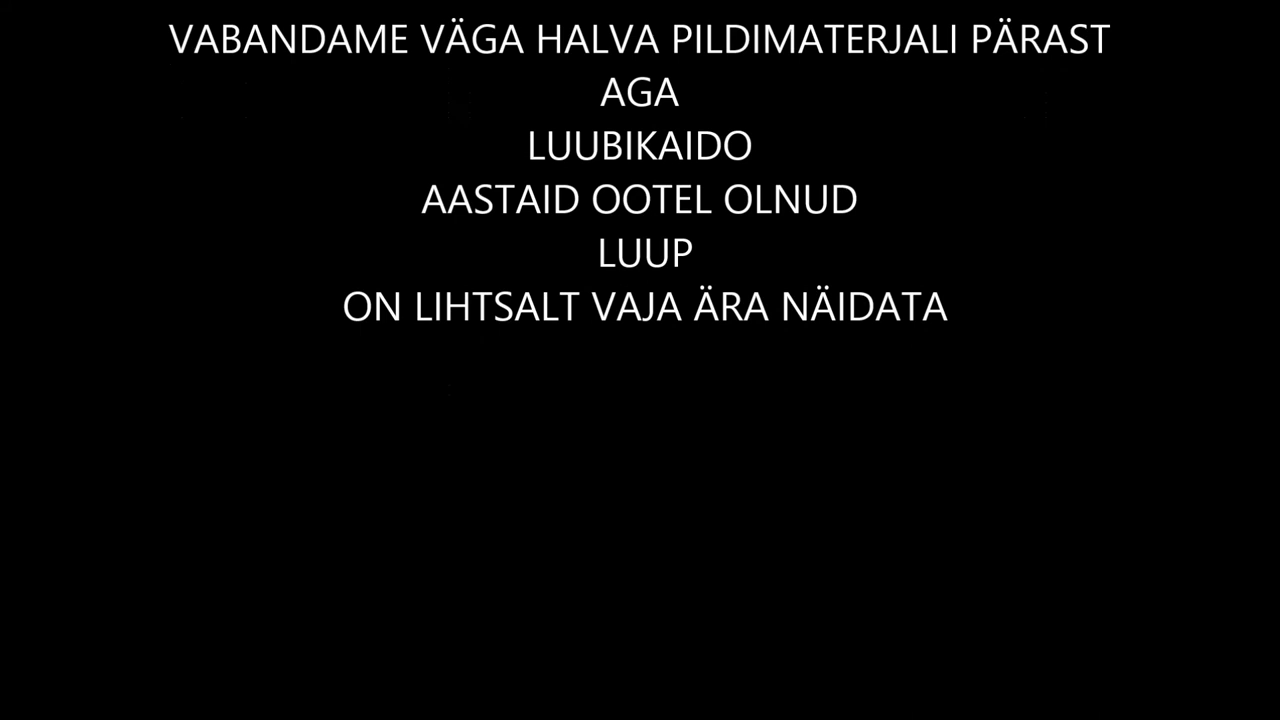 VABANDAME VÄGA HALVA PILDIMATERJALI PÄRAST
AGA
LUUBIKAIDO
AASTAID OOTEL OLNUD
LUUP
ON LIHTSALT VAJA ÄRA NÄIDATA